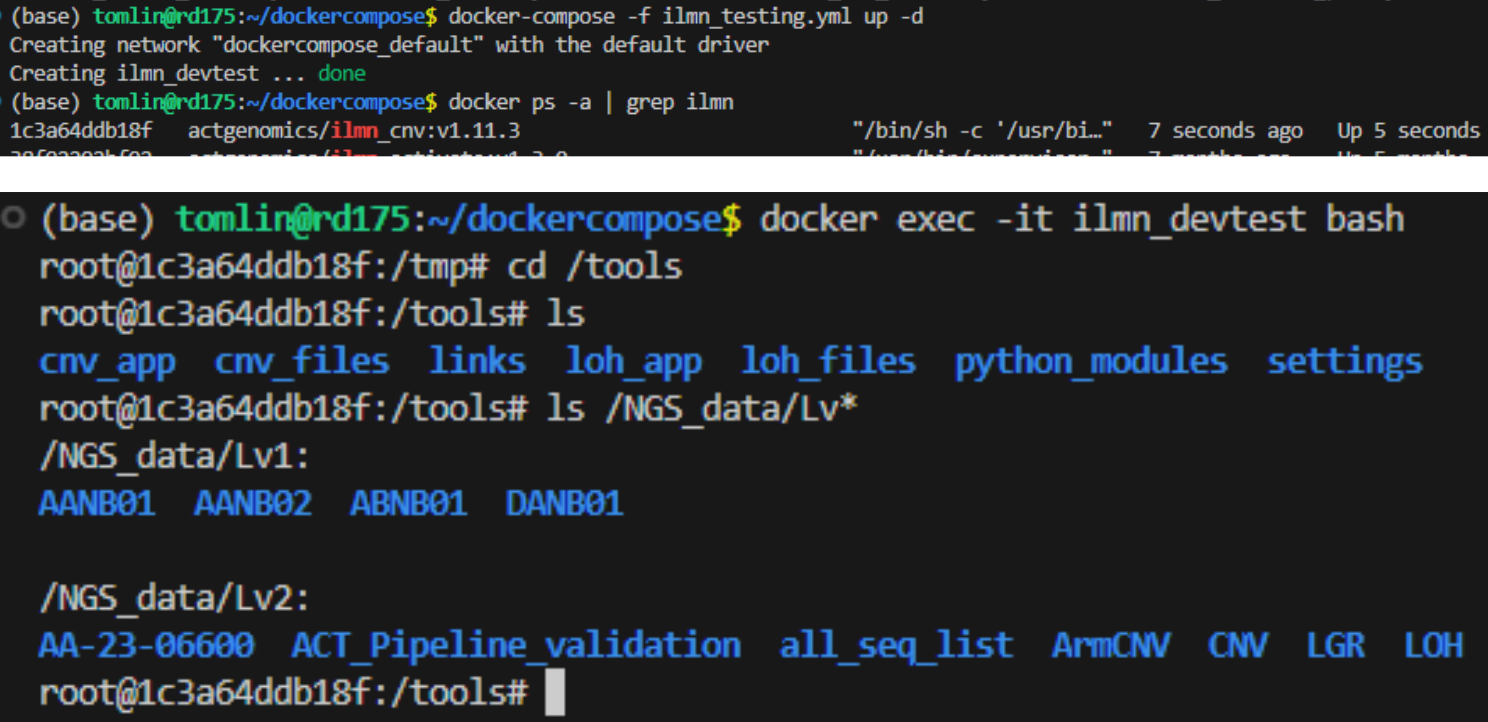 (base) tomlin@rd175:~/dockercompose$ docker-compose -f ilmn_testing.yml up -d
Creating network "dockercompose_default" with the default driver
Creating ilmn_devtest ... done
(base) tomlin@rd175:~/dockercompose$ docker ps -a | grep ilmn
1c3a64ddb18f actgenomics/ilmn_cnv:v1.11.3 "/bin/sh -c '/usr/bi…" 7 seconds ago Up 5 seconds
(base) tomlin@rd175:~/dockercompose$ docker exec -it ilmn_devtest bash
root@1c3a64ddb18f:/tmp# cd /tools
root@1c3a64ddb18f:/tools# ls
cnv_app cnv_files links loh_app loh_files python_modules settings
root@1c3a64ddb18f:/tools# ls /NGS_data/Lv*
/NGS_data/Lv1:
AANB01 AANB02 ABNB01 DANB01
/NGS_data/Lv2:
AA-23-06600 ACT_Pipeline_validation all_seq_list ArmCNV CNV LGR LOH
root@1c3a64ddb18f:/tools#